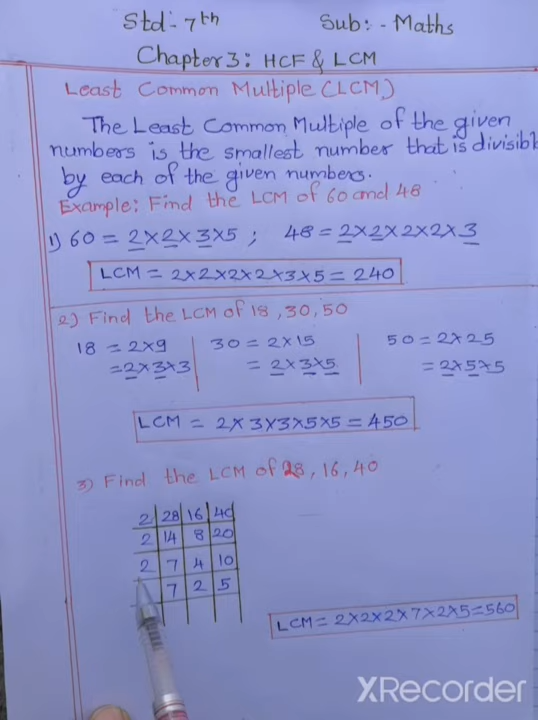 Std:- 7th Sub:- Maths
Chapter 3: HCF & LCM
Least Common Multiple (LCM)
The Least Common Multiple of the given
numbers is the smallest number that is divisibl
by each of the given numbers.
Example: Find the LCM of 60 and 48
1) 60 = 2×2×3×5 ; 48 = 2×2×2×2×3
LCM = 2×2×2×2×3×5 = 240
2) Find the LCM of 18, 30, 50
18 = 2×9 30 = 2×15 50 = 2×25
= 2×3×3 = 2×3×5 = 2×5×5
LCM = 2×3×3×5×5 = 450
3) Find the LCM of 28, 16, 40
2 28 16 40
2 14 8 20
2 7 4 10
7 2 5
LCM = 2×2×2×7×2×5=560
XRecorder